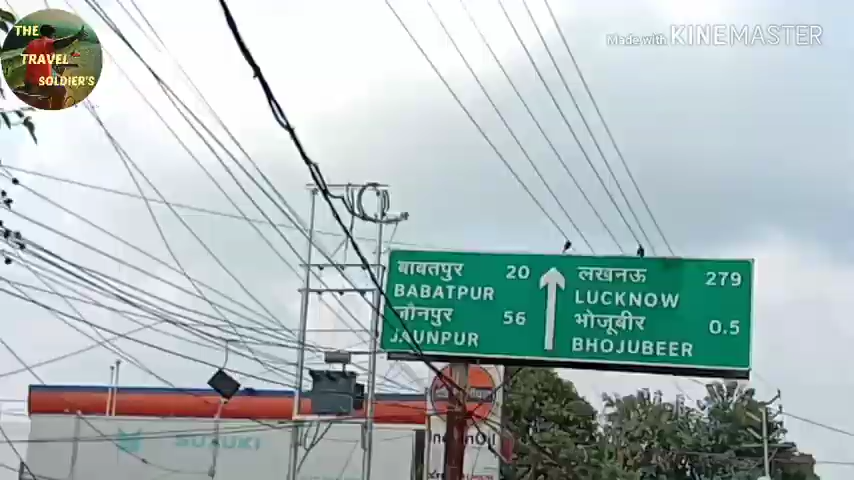 THE
TRAVEL
SOLDIER'S
Made with KINEMASTER
बाबतपुर 20
BABATPUR
जौनपुर 56
JAUNPUR
लखनऊ 279
LUCKNOW
भोजूबीर 0.5
BHOJUBEER
SUZUKI
IndianOil